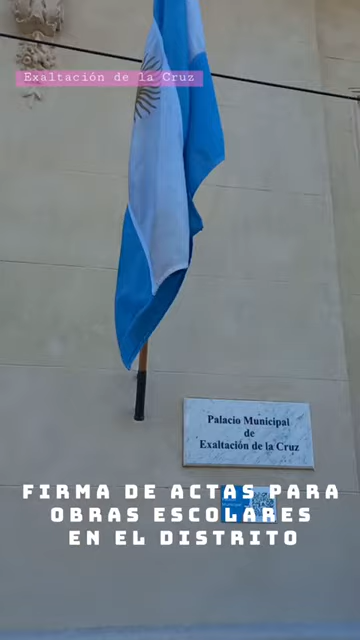 Exaltación de la Cruz
Palacio Municipal
de
Exaltación de la Cruz
FIRMA DE ACTAS PARA
OBRAS ESCOLARES
EN EL DISTRITO